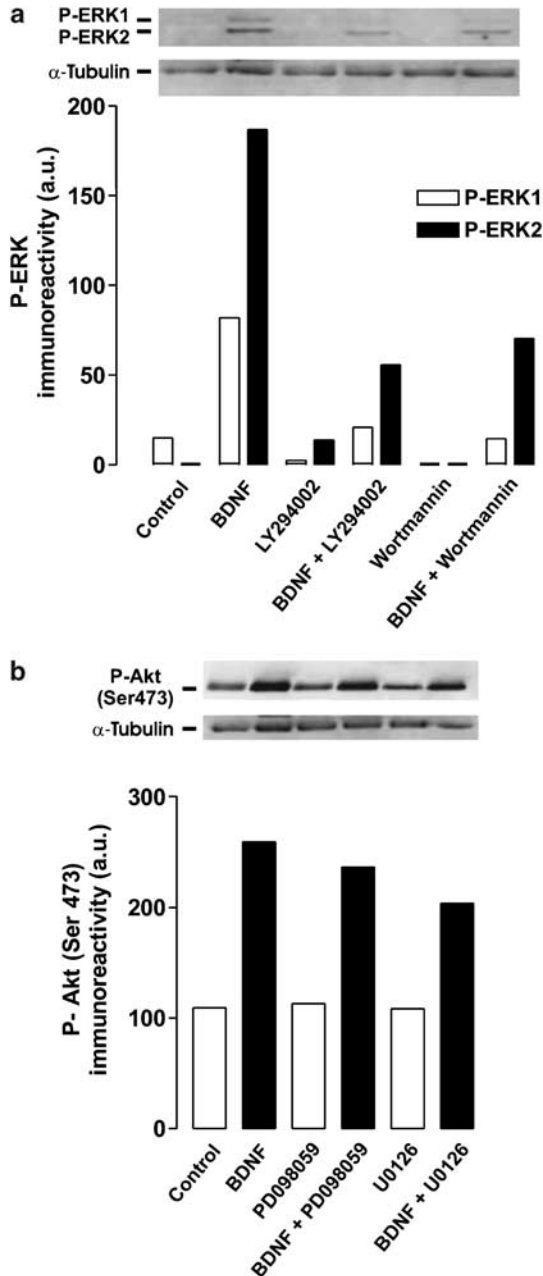 a
P-ERK1
P-ERK2
α-Tubulin
P-ERK
immunoreactivity (a.u.)
200
150
100
50
0
P-ERK1
P-ERK2
Control
BDNF
LY294002
BDNF + LY294002
Wortmannin
BDNF + Wortmannin
b
P-Akt
(Ser473)
α-Tubulin
P- Akt (Ser 473)
immunoreactivity (a.u.)
300
200
100
0
Control
BDNF
PD098059
BDNF + PD098059
U0126
BDNF + U0126